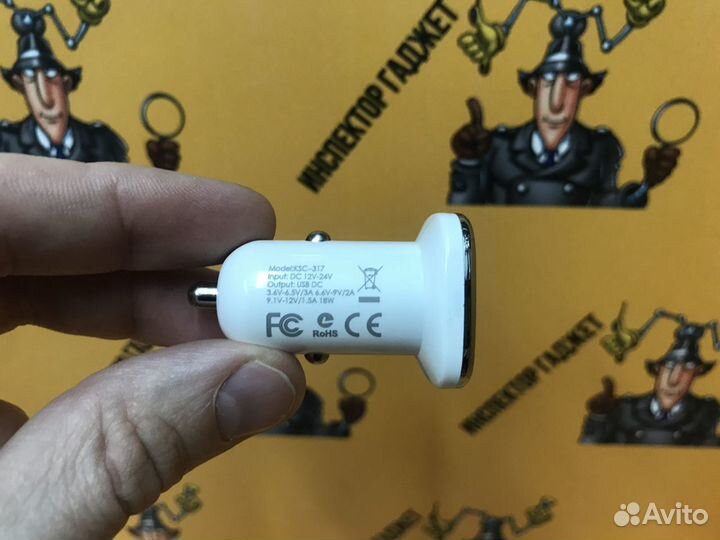 ИНСПЕКТОР ГАДЖЕТ
Model:KSC-317
Input: DC 12V-24V
Output: USB DC
3.6V-6.5V/3A 6.6V-9V/2A
9.1V-12V/1.5A 18W
FC
RoHS
CE
ИНСПЕКТОР ГАДЖЕТ
Avito